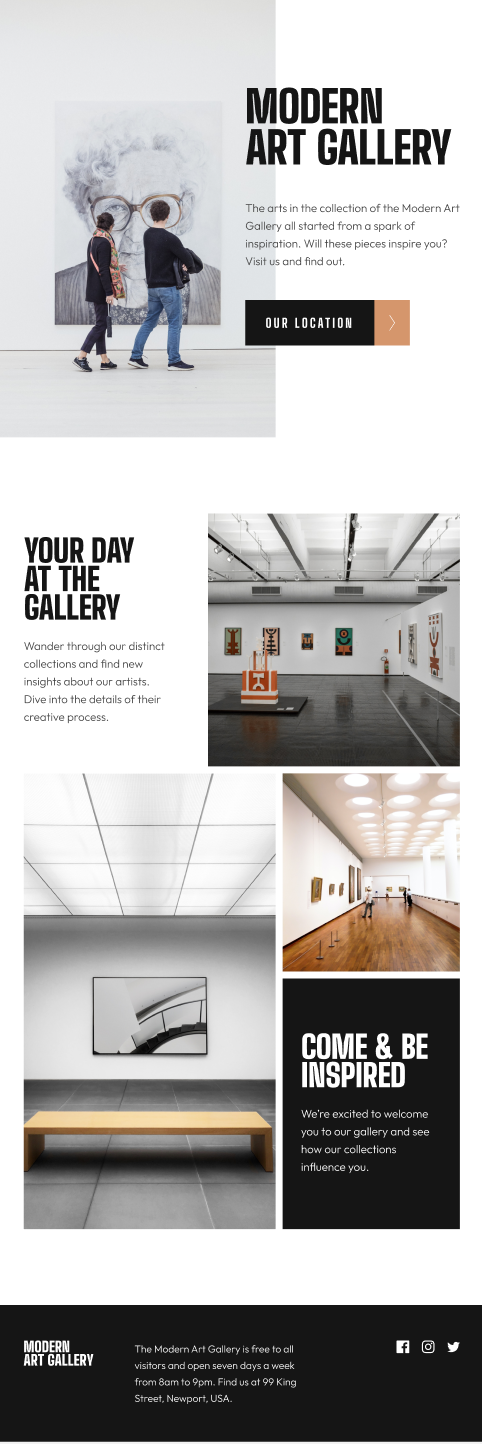 MODERN
ART GALLERY
The arts in the collection of the Modern Art
Gallery all started from a spark of
inspiration. Will these pieces inspire you?
Visit us and find out.
OUR LOCATION
YOUR DAY
AT THE
GALLERY
Wander through our distinct
collections and find new
insights about our artists.
Dive into the details of their
creative process.
COME & BE
INSPIRED
We're excited to welcome
you to our gallery and see
how our collections
influence you.
MODERN
ART GALLERY
The Modern Art Gallery is free to all
visitors and open seven days a week
from 8am to 9pm. Find us at 99 King
Street, Newport, USA.